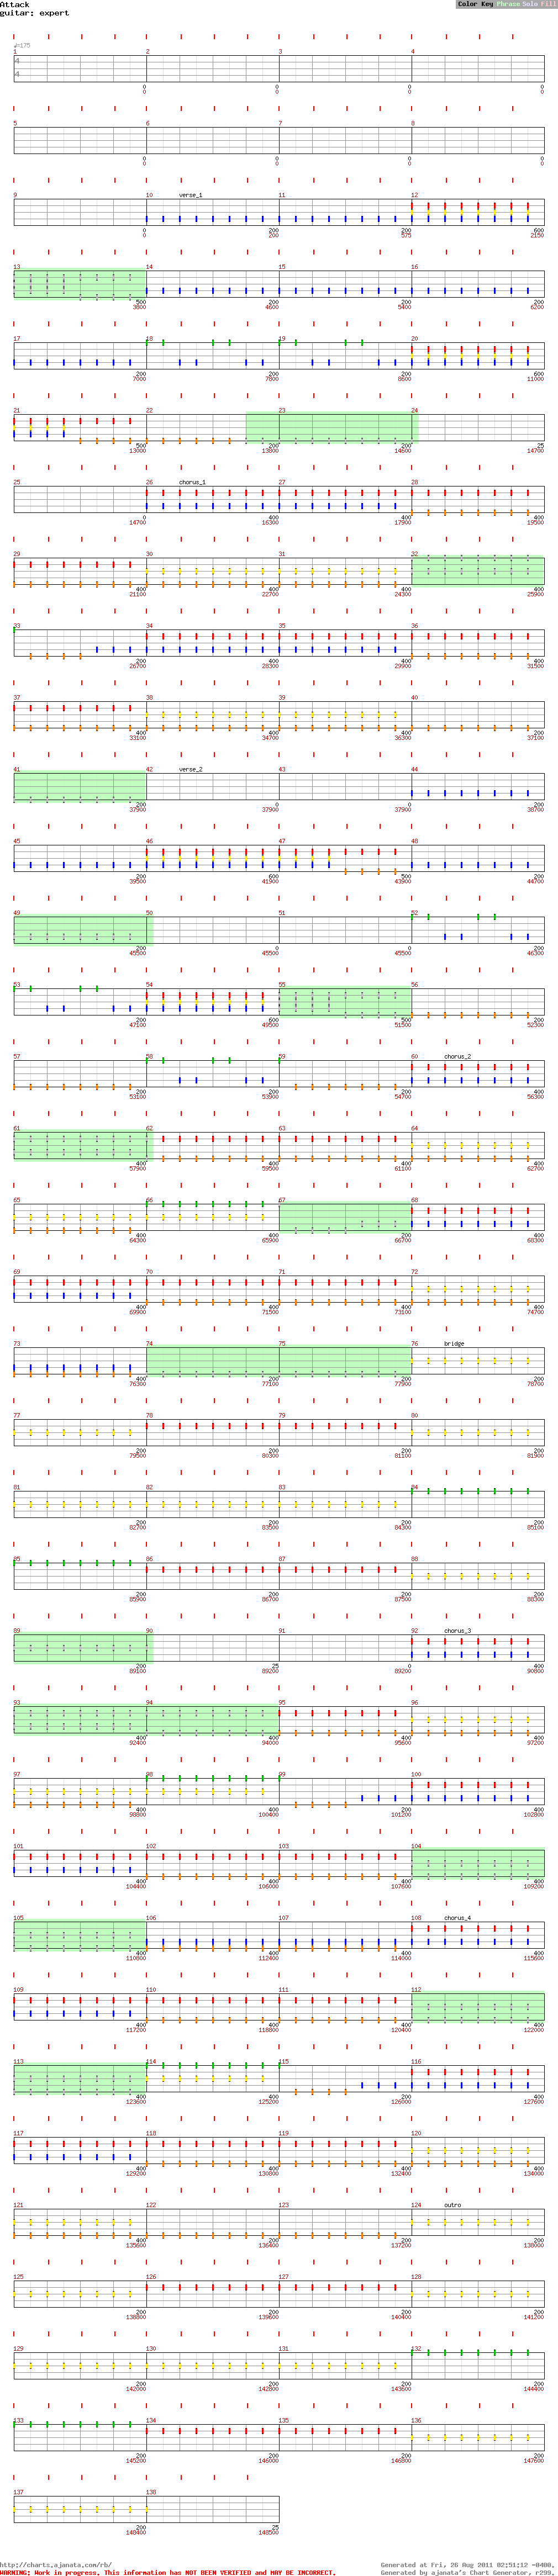 Attack
guitar: expert
Color Key Phrase Solo Fill
=175
1 2 3 4
4
4
0 0 0 0
0 0 0 0
5 6 7 8
0 0 0 0
0 0 0 0
9 10 verse_1 11 12
0 200 200 600
0 200 575 2150
13 14 15 16
500 200 200 200
3800 4600 5400 6200
17 18 19 20
200 200 200 600
7000 7800 8600 11000
21 22 23 24
500 200 200 25
13000 13800 14600 14700
25 26 chorus_1 27 28
0 400 400 400
14700 16300 17900 19500
29 30 31 32
400 400 400 400
21100 22700 24300 25900
33 34 35 36
200 400 400 400
26700 28300 29900 31500
37 38 39 40
400 400 400 200
33100 34700 36300 37100
41 42 verse_2 43 44
200 0 0 200
37900 37900 37900 38700
45 46 47 48
200 600 500 200
39500 41900 43900 44700
49 50 51 52
200 0 0 200
45500 45500 45500 46300
53 54 55 56
200 600 500 200
47100 49500 51500 52300
57 58 59 60 chorus_2
200 200 200 400
53100 53900 54700 56300
61 62 63 64
400 400 400 400
57900 59500 61100 62700
65 66 67 68
400 400 200 400
64300 65900 66700 68300
69 70 71 72
400 400 400 400
69900 71500 73100 74700
73 74 75 76 bridge
400 200 200 200
76300 77100 77900 78700
77 78 79 80
200 200 200 200
79500 80300 81100 81900
81 82 83 84
200 200 200 200
82700 83500 84300 85100
85 86 87 88
200 200 200 200
85900 86700 87500 88300
89 90 91 92 chorus_3
200 25 0 400
89100 89200 89200 90800
93 94 95 96
400 400 400 400
92400 94000 95600 97200
97 98 99 100
400 400 200 400
98800 100400 101200 102800
101 102 103 104
400 400 400 400
104400 106000 107600 109200
105 106 107 108 chorus_4
400 400 400 400
110800 112400 114000 115600
109 110 111 112
400 400 400 400
117200 118800 120400 122000
113 114 115 116
400 400 200 400
123600 125200 126000 127600
117 118 119 120
400 400 400 400
129200 130800 132400 134000
121 122 123 124 outro
400 200 200 200
135600 136400 137200 138000
125 126 127 128
200 200 200 200
138800 139600 140400 141200
129 130 131 132
200 200 200 200
142000 142800 143600 144400
133 134 135 136
200 200 200 200
145200 146000 146800 147600
137 138
200 25
148400 148500
http://charts.ajanata.com/rb/
Generated at Fri, 26 Aug 2011 02:51:12 -0400,
WARNING: Work in progress. This information has NOT BEEN VERIFIED and MAY BE INCORRECT.
Generated by ajanata's Chart Generator, r299.